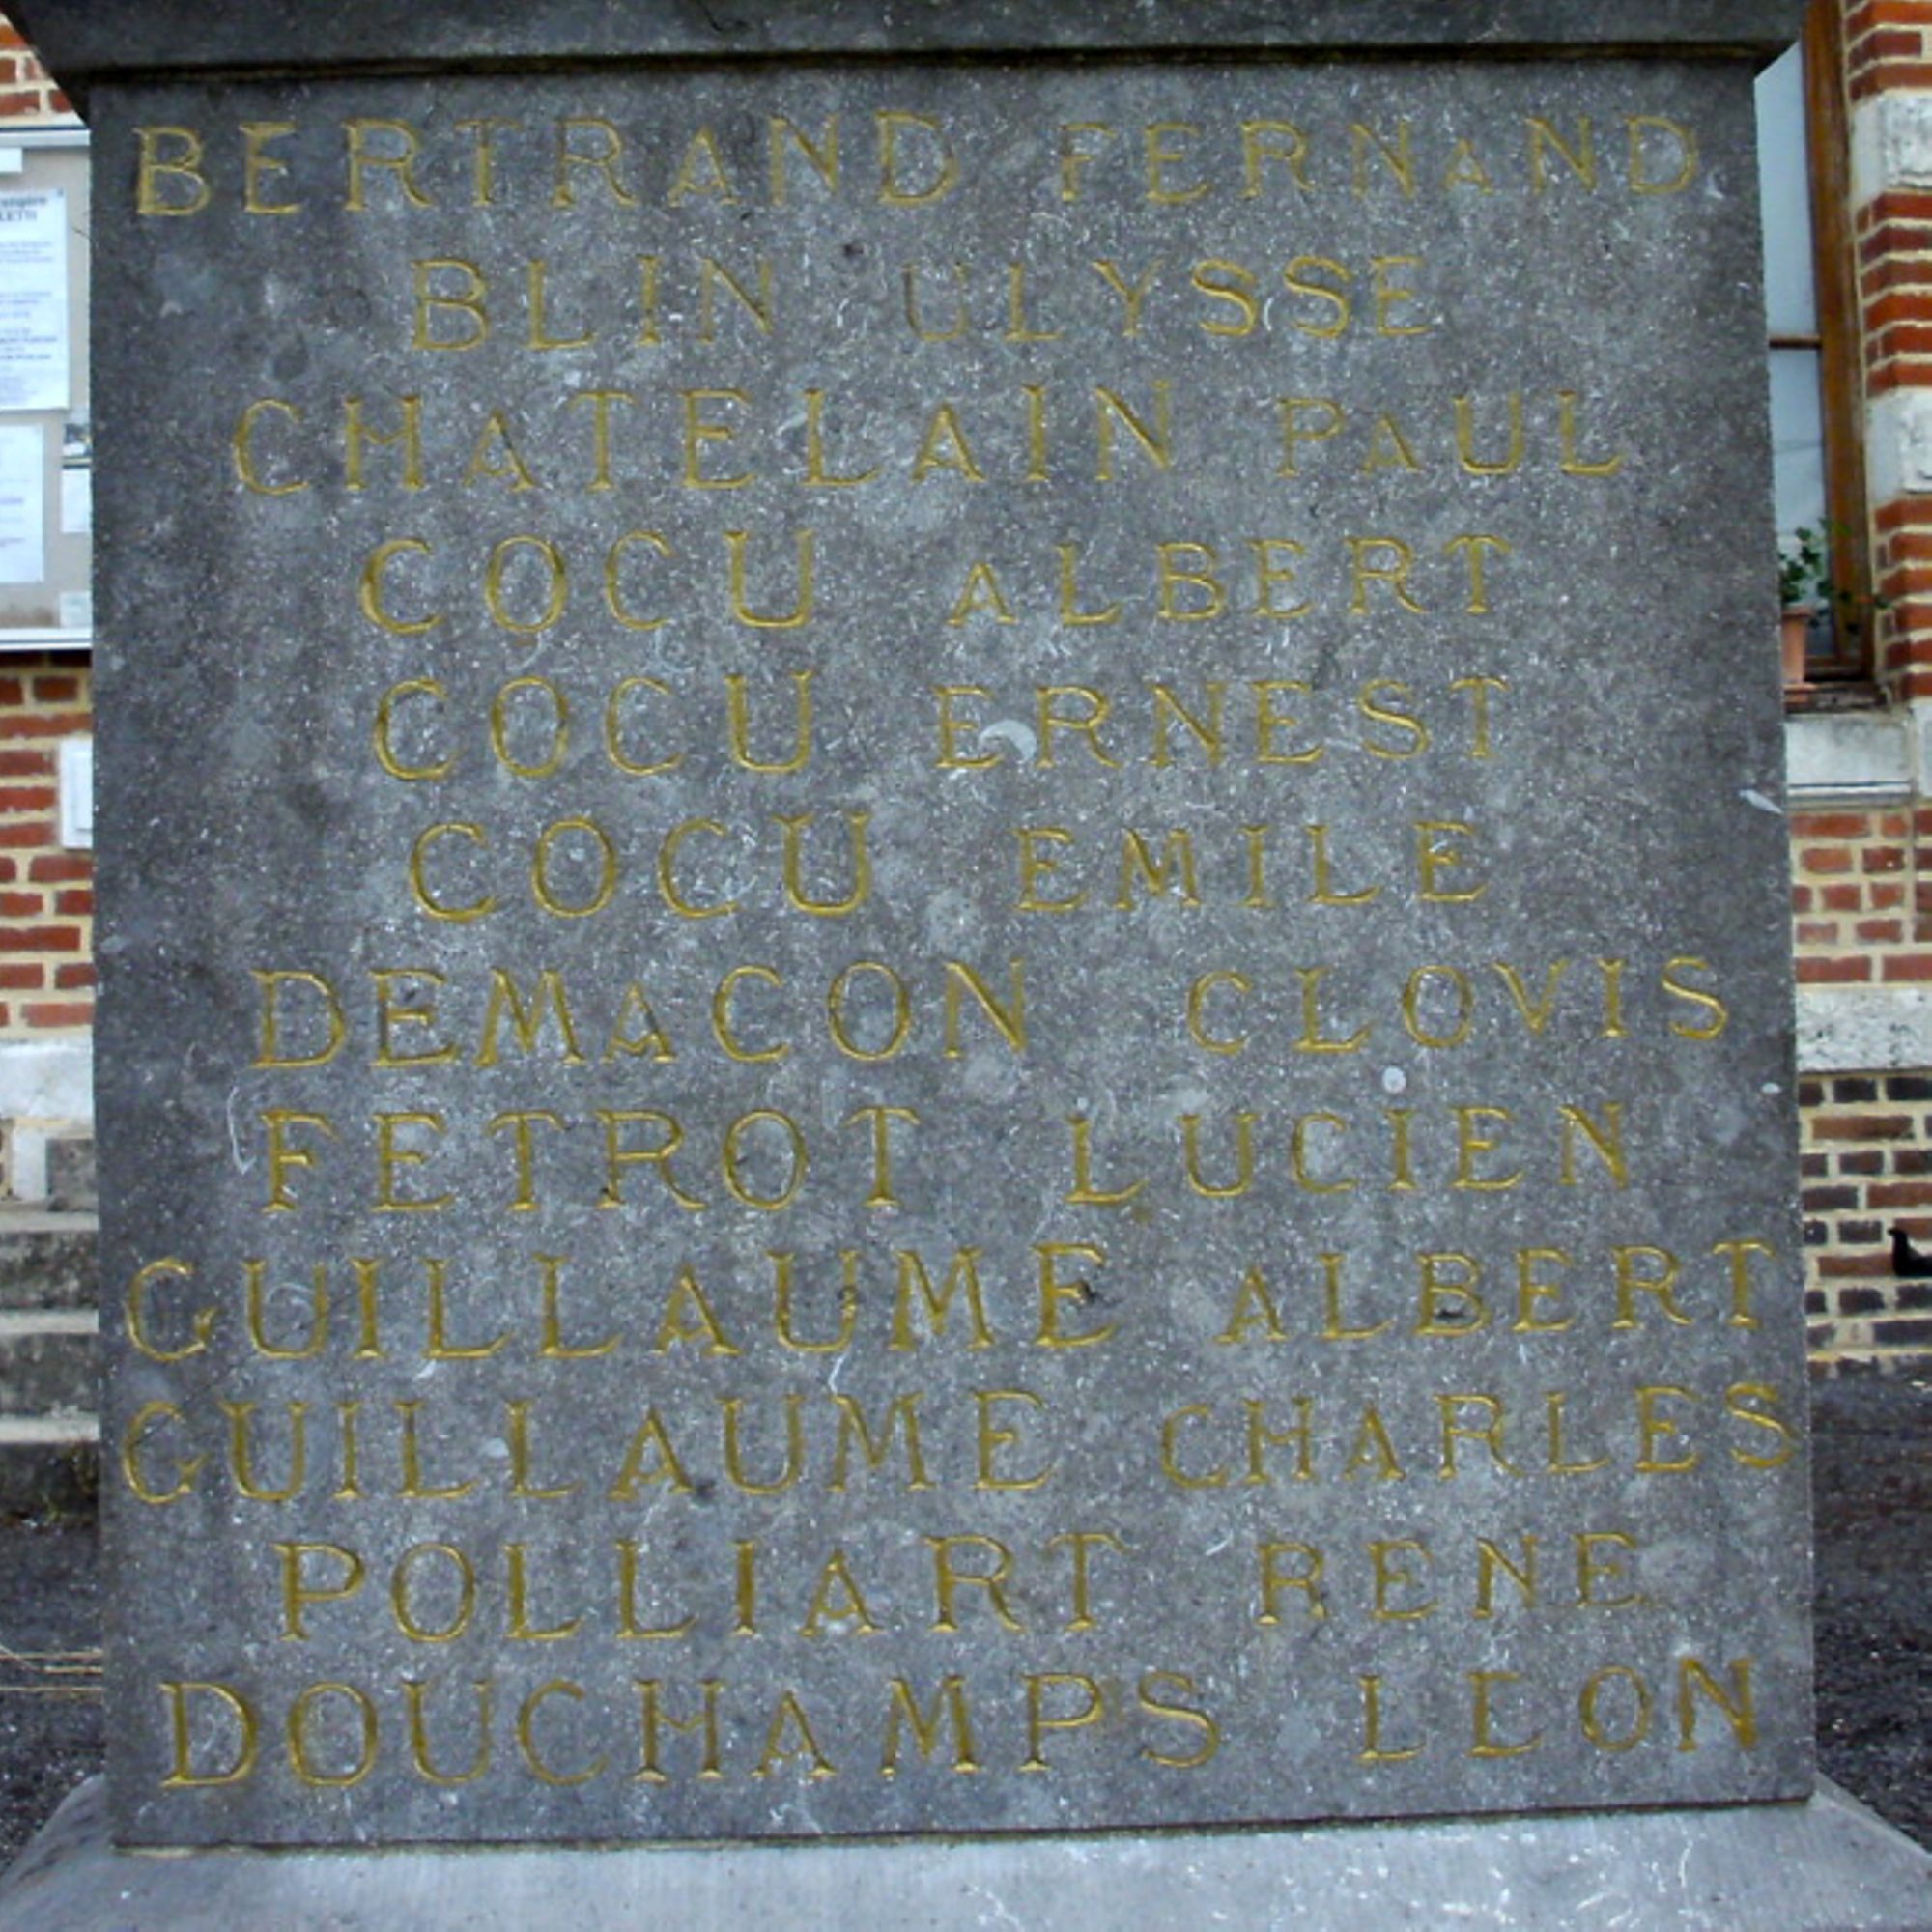 BERTRAND FERNAND
BLIN ULYSSE
CHATELAIN PAUL
COCU ALBERT
COCU ERNEST
COCU EMILE
DEMACON CLOVIS
FETROT LUCIEN
GUILLAUME ALBERT
GUILLAUME CHARLES
POLLIART RENE
DOUCHAMPS LEON